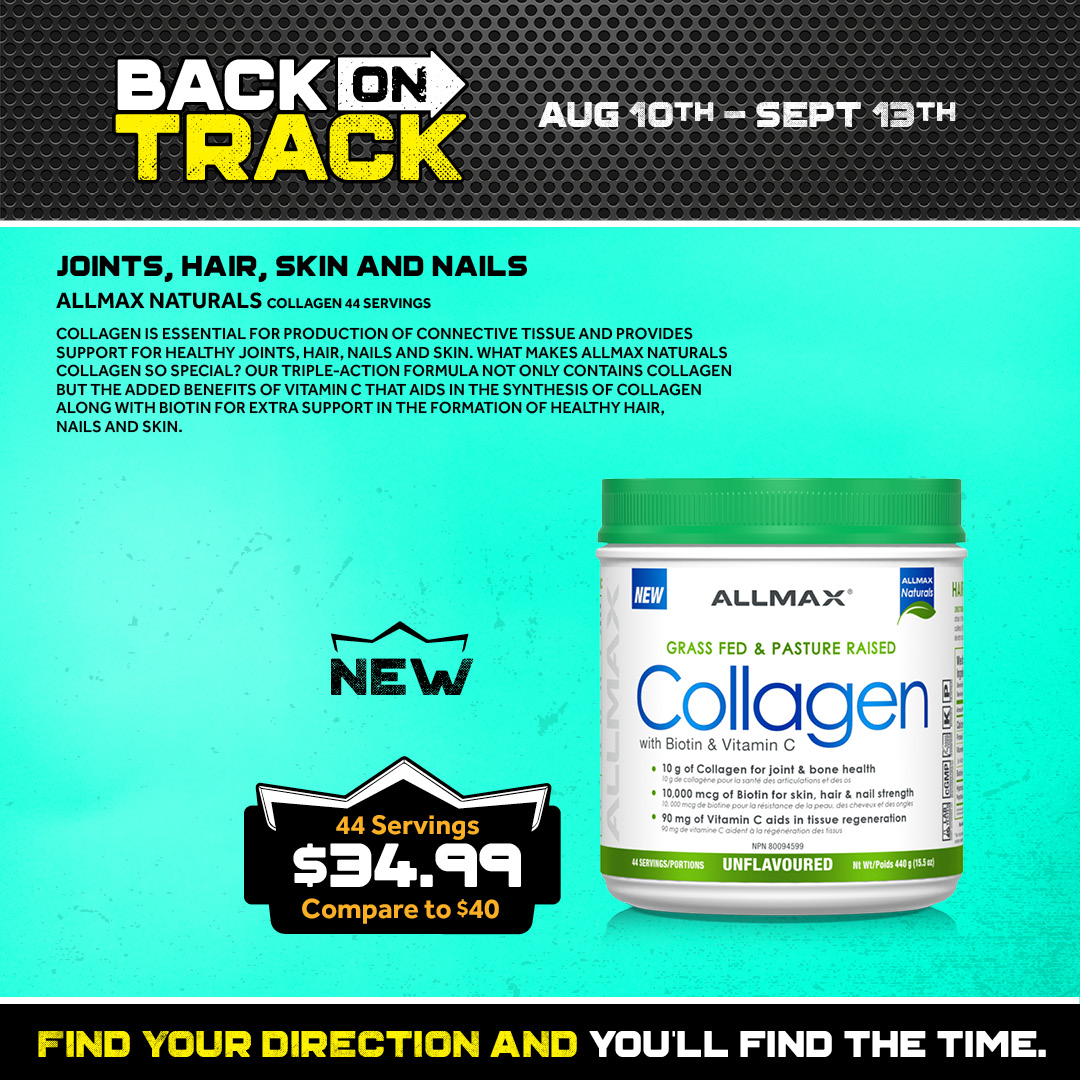 BACK ON
TRACK
AUG 10TH – SEPT 13TH
JOINTS, HAIR, SKIN AND NAILS
ALLMAX NATURALS COLLAGEN 44 SERVINGS
COLLAGEN IS ESSENTIAL FOR PRODUCTION OF CONNECTIVE TISSUE AND PROVIDES
SUPPORT FOR HEALTHY JOINTS, HAIR, NAILS AND SKIN. WHAT MAKES ALLMAX NATURALS
COLLAGEN SO SPECIAL? OUR TRIPLE-ACTION FORMULA NOT ONLY CONTAINS COLLAGEN
BUT THE ADDED BENEFITS OF VITAMIN C THAT AIDS IN THE SYNTHESIS OF COLLAGEN
ALONG WITH BIOTIN FOR EXTRA SUPPORT IN THE FORMATION OF HEALTHY HAIR,
NAILS AND SKIN.
NEW
44 Servings
$34.99
Compare to $40
NEW
ALLMAX®
ALLMAX
Naturals
ALLMAX
GRASS FED & PASTURE RAISED
Collagen
with Biotin & Vitamin C
• 10 g of Collagen for joint & bone health
10 g de collagène pour la santé des articulations et des os
• 10,000 mcg of Biotin for skin, hair & nail strength
10, 000 mcg de biotine pour la résistance de la peau, des cheveux et des ongles
• 90 mg of Vitamin C aids in tissue regeneration
90 mg de vitamine C aident à la régénération des tissus
NPN 80094599
44 SERVINGS/PORTIONS
UNFLAVOURED
Nt Wt/Poids 440 g (15.5 oz)
cGMP
K
P
FIND YOUR DIRECTION AND YOU'LL FIND THE TIME.